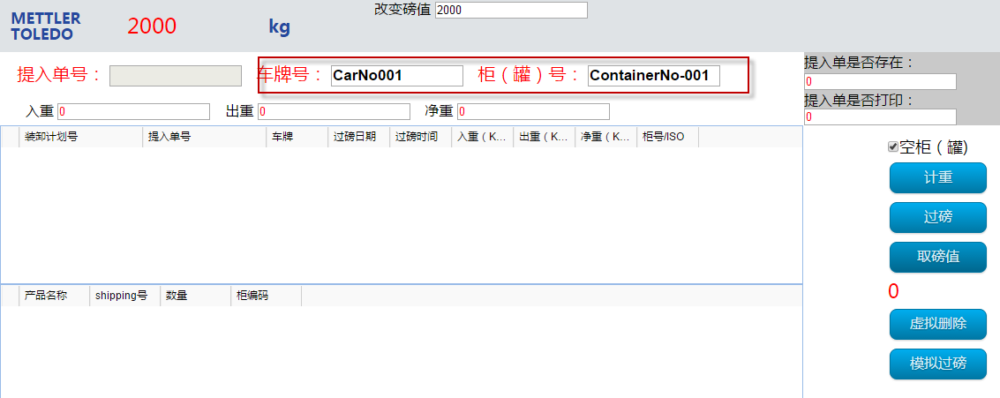 改变磅值 2000
METTLER
TOLEDO
2000 kg
提入单号： 车牌号： CarNo001 柜（罐）号： ContainerNo-001
提入单是否存在：
0
提入单是否打印：
0
入重 0 出重 0 净重 0
装卸计划号 提入单号 车牌 过磅日期 过磅时间 入重（K... 出重（K... 净重（K... 柜号/ISO
空柜（罐)
计重
过磅
取磅值
0
虚拟删除
模拟过磅
产品名称 shipping号 数量 柜编码